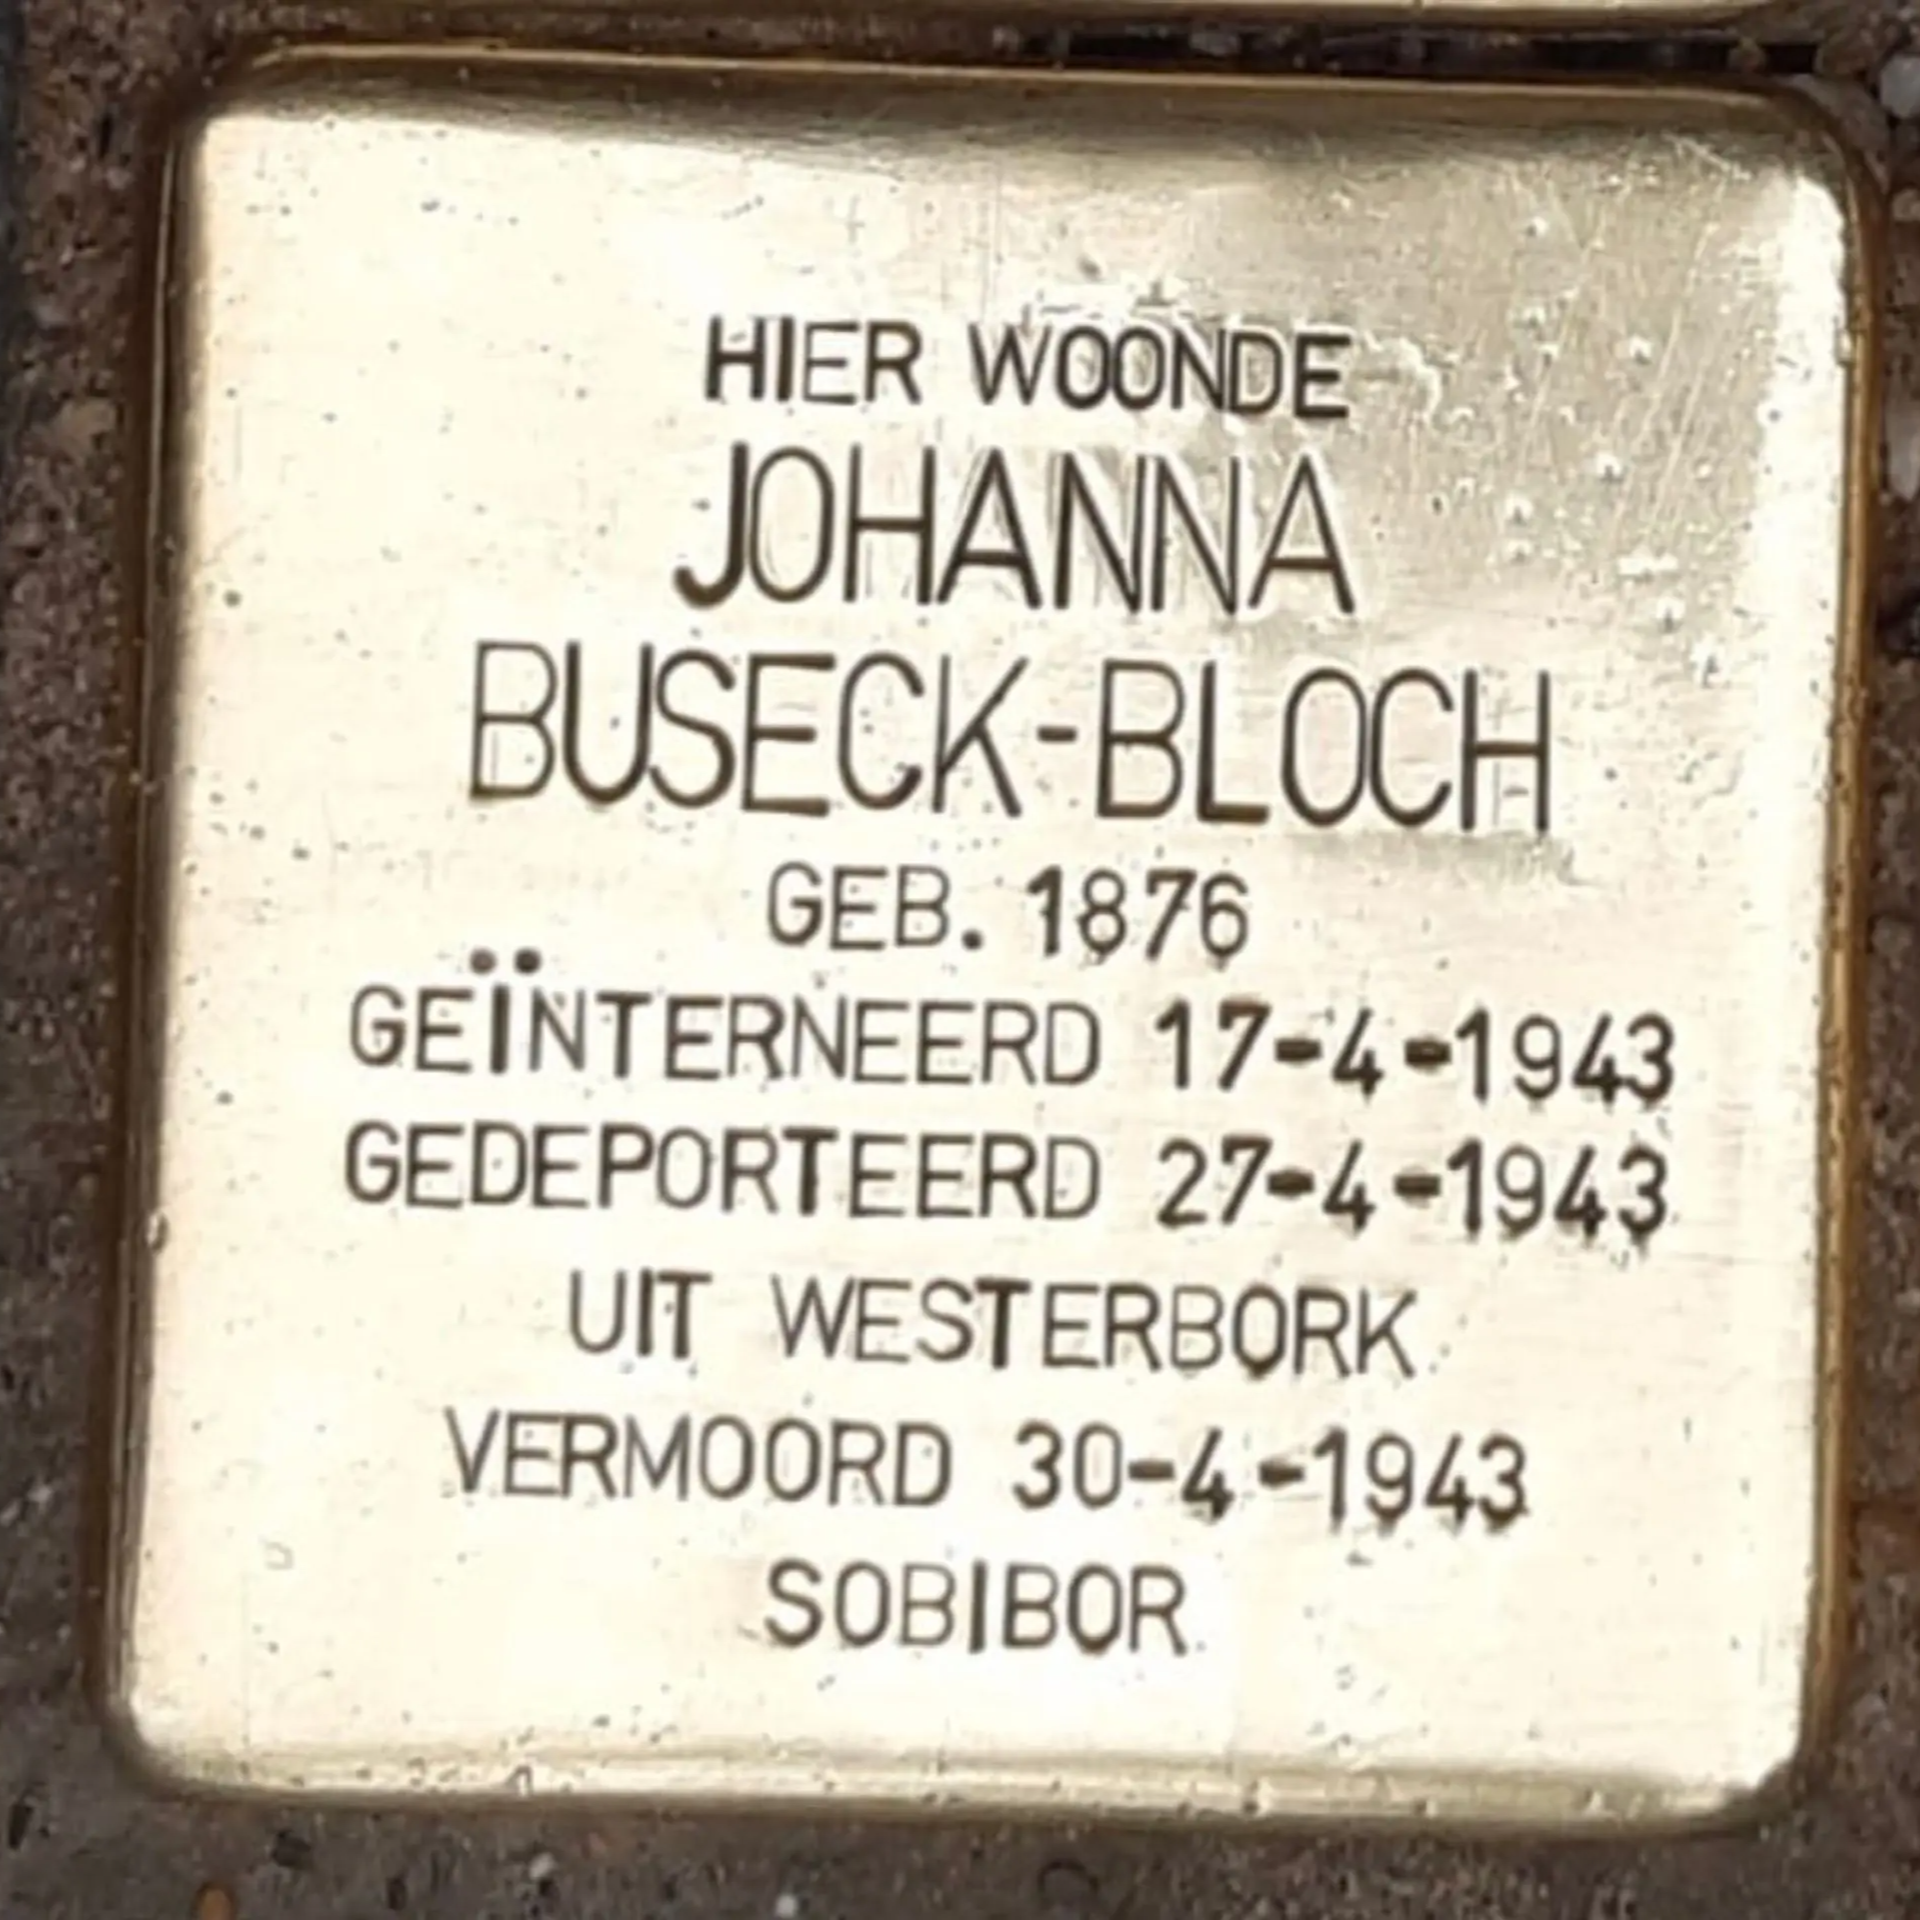 HIER WOONDE
JOHANNA
BUSECK-BLOCH
GEB. 1876
GEÏNTERNEERD 17-4-1943
GEDEPORTEERD 27-4-1943
UIT WESTERBORK
VERMOORD 30-4-1943
SOBIBOR